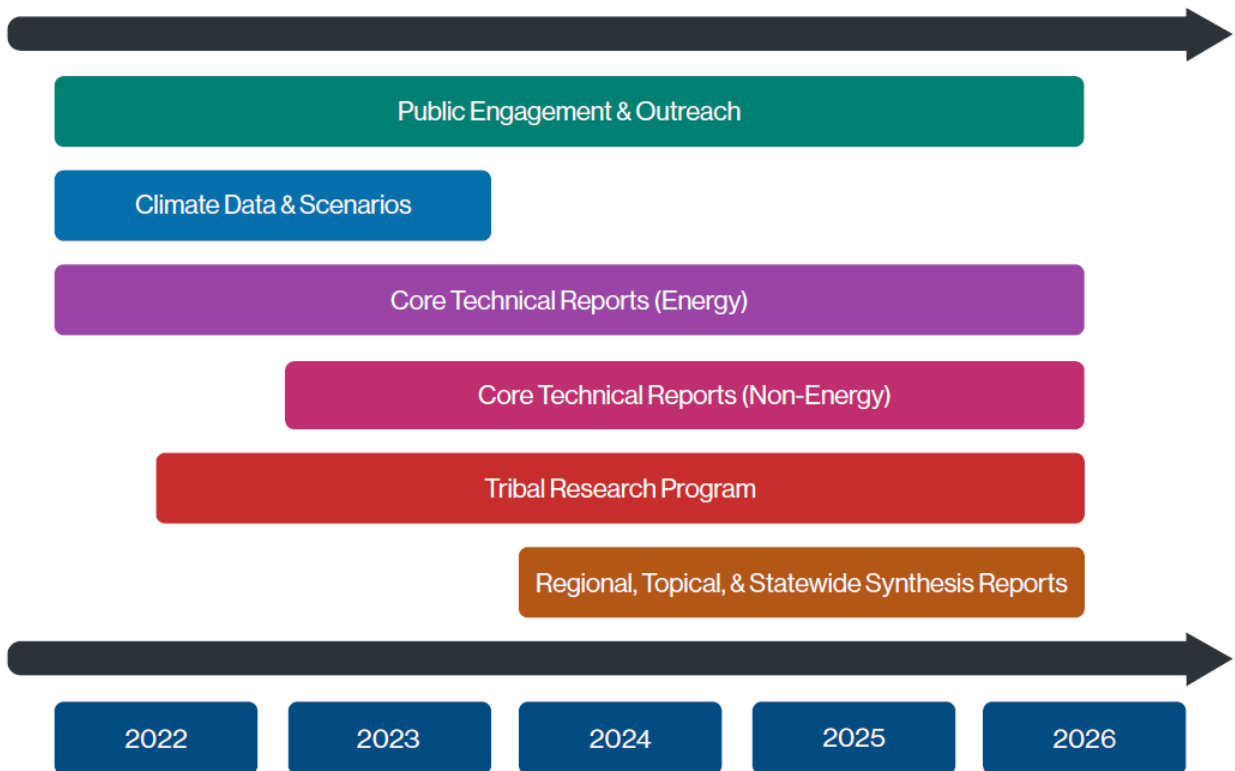 Public Engagement & Outreach
Climate Data & Scenarios
Core Technical Reports (Energy)
Core Technical Reports (Non-Energy)
Tribal Research Program
Regional, Topical, & Statewide Synthesis Reports
2022
2023
2024
2025
2026